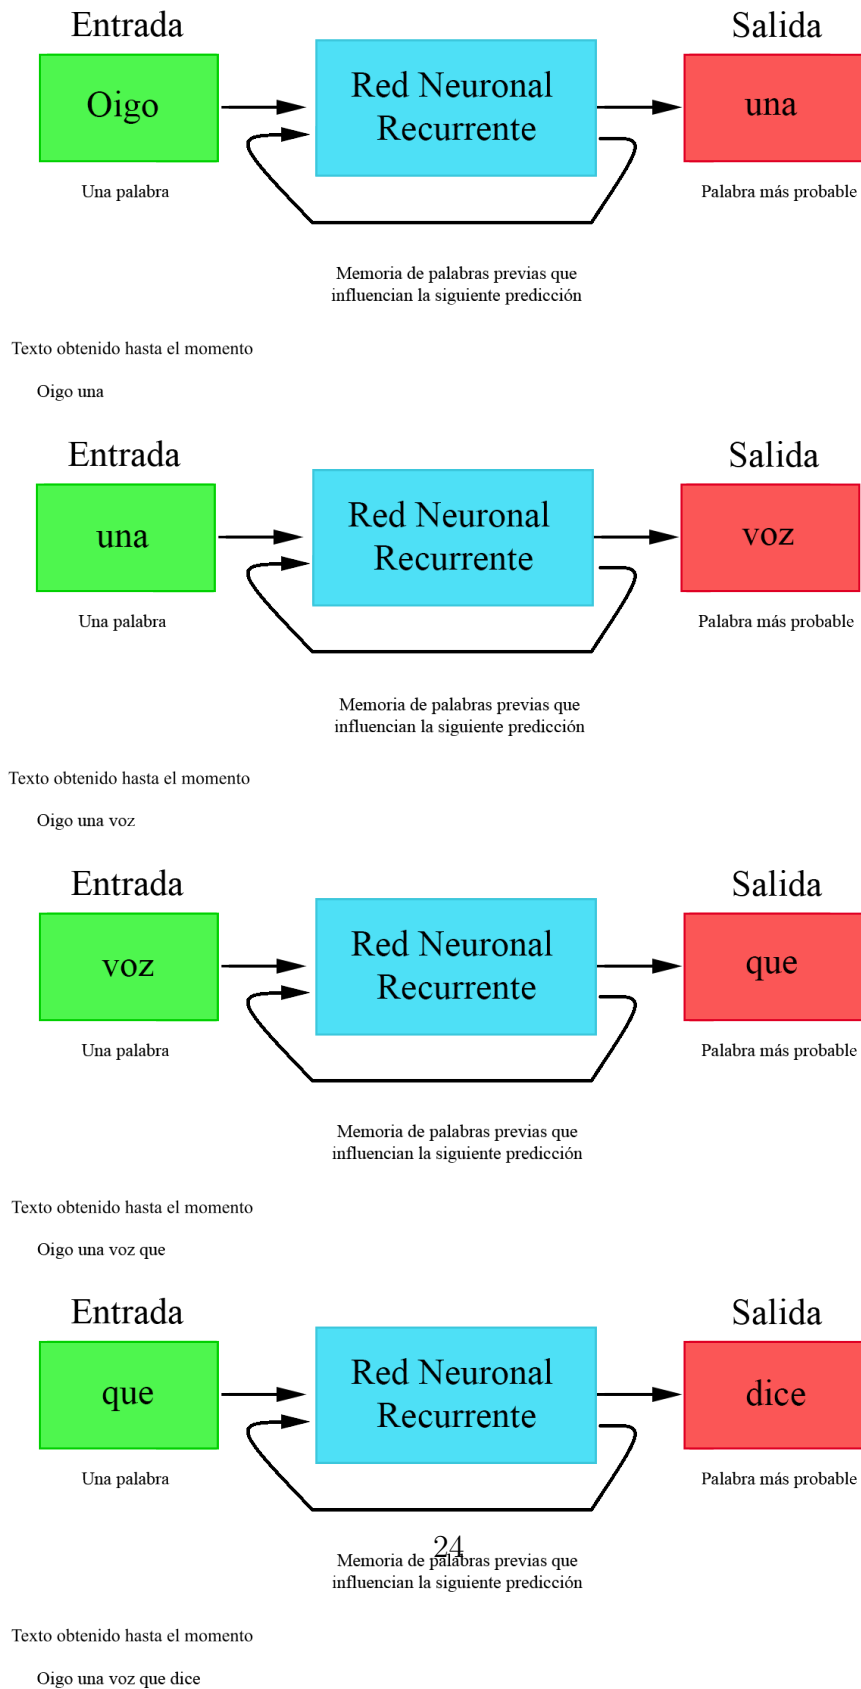 Entrada
Salida
Oigo
Red Neuronal
Recurrente
una
Una palabra
Palabra más probable
Memoria de palabras previas que
influencian la siguiente predicción
Texto obtenido hasta el momento
Oigo una
Entrada
Salida
una
Red Neuronal
Recurrente
voz
Una palabra
Palabra más probable
Memoria de palabras previas que
influencian la siguiente predicción
Texto obtenido hasta el momento
Oigo una voz
Entrada
Salida
voz
Red Neuronal
Recurrente
que
Una palabra
Palabra más probable
Memoria de palabras previas que
influencian la siguiente predicción
Texto obtenido hasta el momento
Oigo una voz que
Entrada
Salida
que
Red Neuronal
Recurrente
dice
Una palabra
Palabra más probable
24
Memoria de palabras previas que
influencian la siguiente predicción
Texto obtenido hasta el momento
Oigo una voz que dice